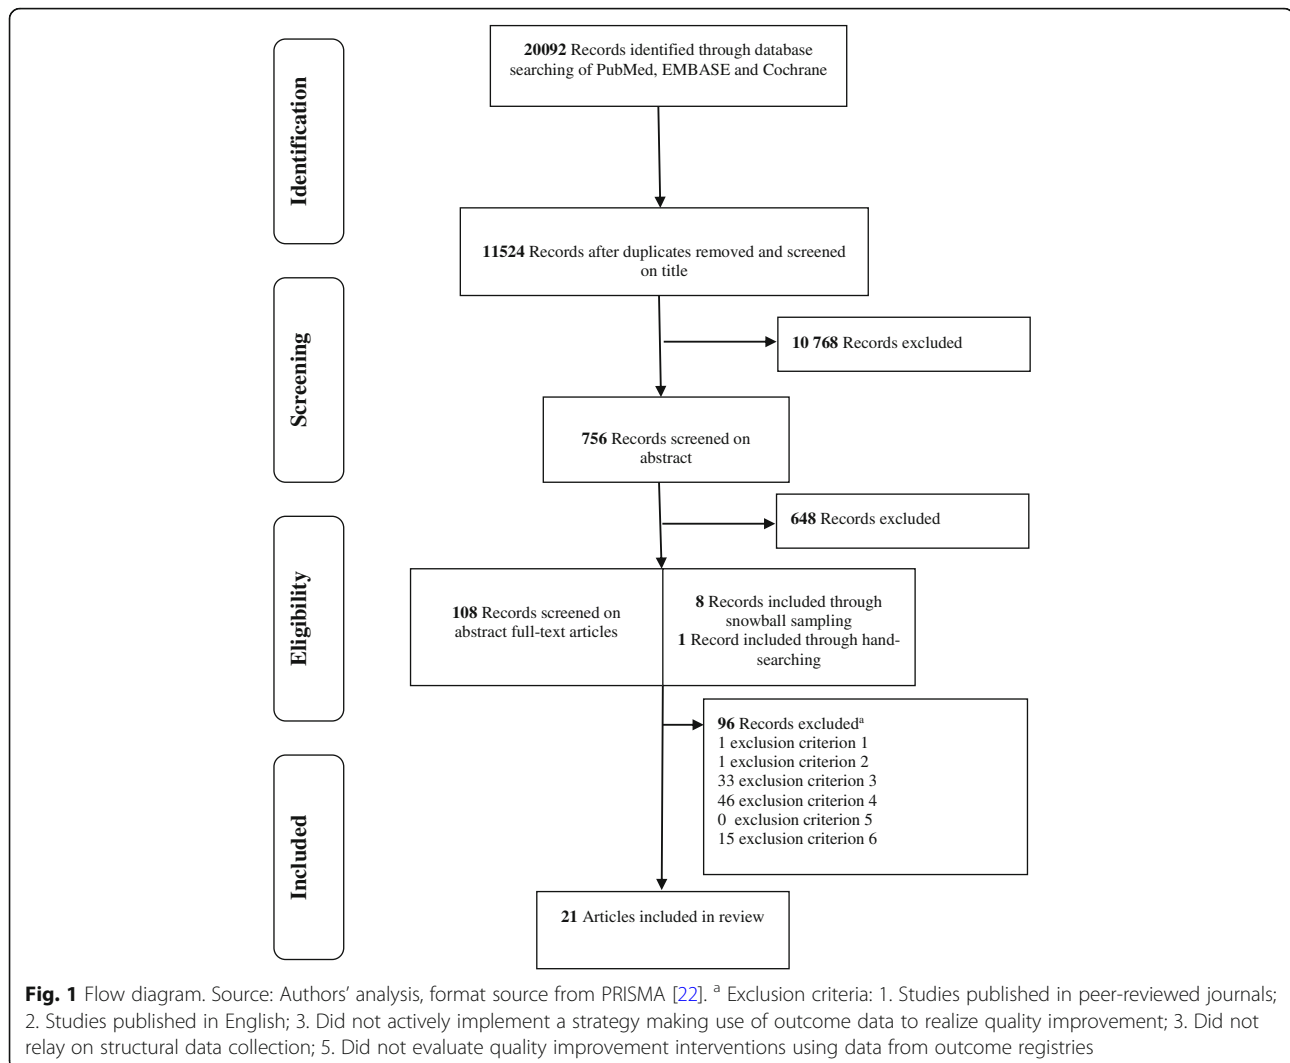 Identification
20092 Records identified through database
searching of PubMed, EMBASE and Cochrane
11524 Records after duplicates removed and screened
on title
Screening
10 768 Records excluded
756 Records screened on
abstract
648 Records excluded
Eligibility
108 Records screened on
abstract full-text articles
8 Records included through
snowball sampling
1 Record included through hand-
searching
96 Records excludedᵃ
1 exclusion criterion 1
1 exclusion criterion 2
33 exclusion criterion 3
46 exclusion criterion 4
0 exclusion criterion 5
15 exclusion criterion 6
Included
21 Articles included in review
Fig. 1 Flow diagram. Source: Authors’ analysis, format source from PRISMA [22]. ᵃ Exclusion criteria: 1. Studies published in peer-reviewed journals;
2. Studies published in English; 3. Did not actively implement a strategy making use of outcome data to realize quality improvement; 3. Did not
relay on structural data collection; 5. Did not evaluate quality improvement interventions using data from outcome registries